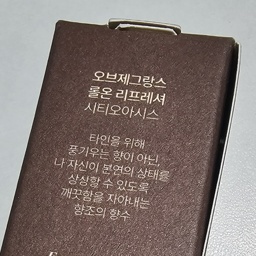 오브제그랑스
롤온 리프레셔
시티오아시스
타인을 위해
풍기우는 향이 아닌,
나 자신이 본연의 상태를
상상할 수 있도록
깨끗함을 자아내는
향조의 향수